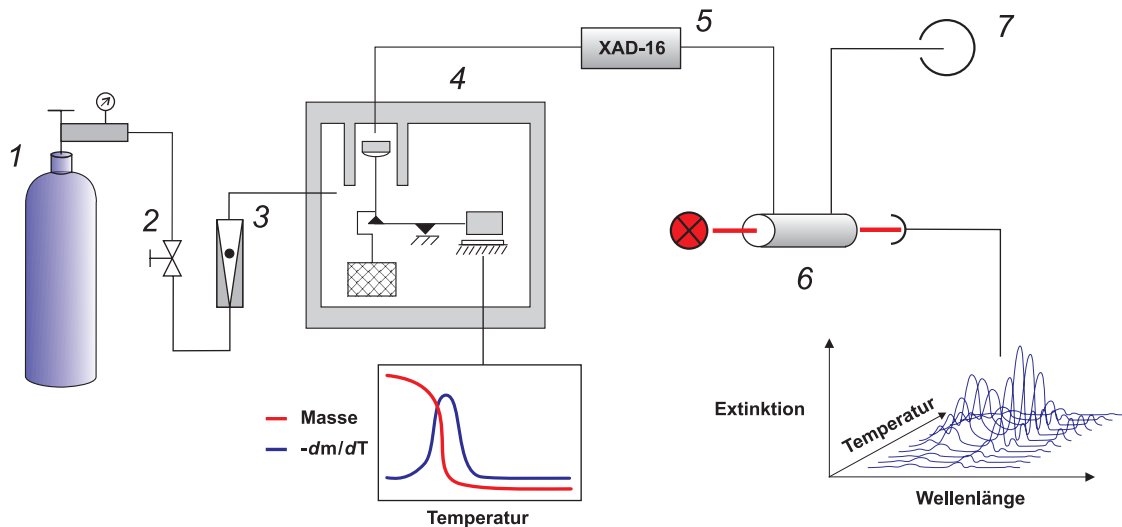 1
2
3
4
XAD-16
5
7
6
Masse
-dm/dT
Temperatur
Extinktion
Temperatur
Wellenlänge